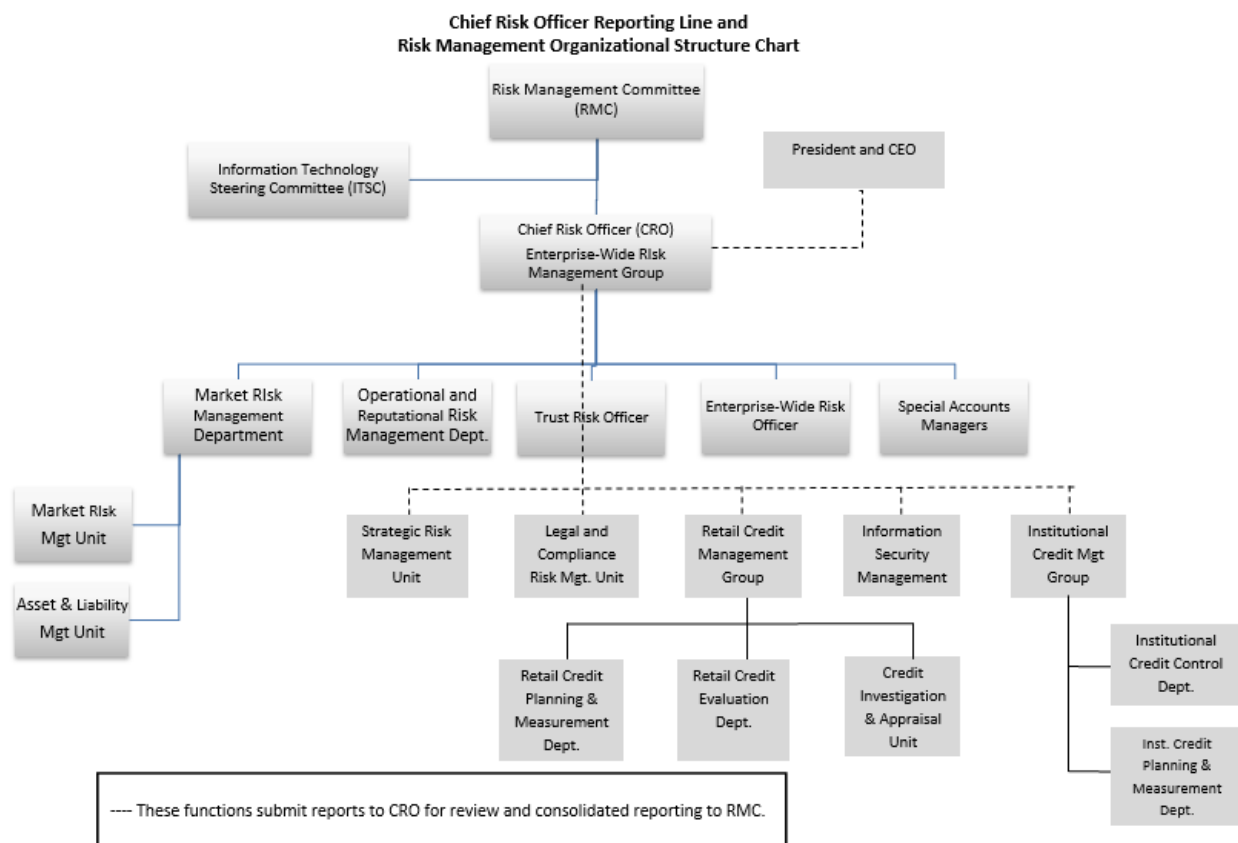 Chief Risk Officer Reporting Line and
Risk Management Organizational Structure Chart
Risk Management Committee
(RMC)
President and CEO
Information Technology
Steering Committee (ITSC)
Chief Risk Officer (CRO)
Enterprise-Wide RIsk
Management Group
Market RIsk
Management
Department
Operational and
Reputational Risk
Management Dept.
Trust Risk Officer
Enterprise-Wide Risk
Officer
Special Accounts
Managers
Market RIsk
Mgt Unit
Asset & Liability
Mgt Unit
Strategic Risk
Management
Unit
Legal and
Compliance
Risk Mgt. Unit
Retail Credit
Management
Group
Information
Security
Management
Institutional
Credit Mgt
Group
Retail Credit
Planning &
Measurement
Dept.
Retail Credit
Evaluation
Dept.
Credit
Investigation
& Appraisal
Unit
Institutional
Credit Control
Dept.
Inst. Credit
Planning &
Measurement
Dept.
---- These functions submit reports to CRO for review and consolidated reporting to RMC.